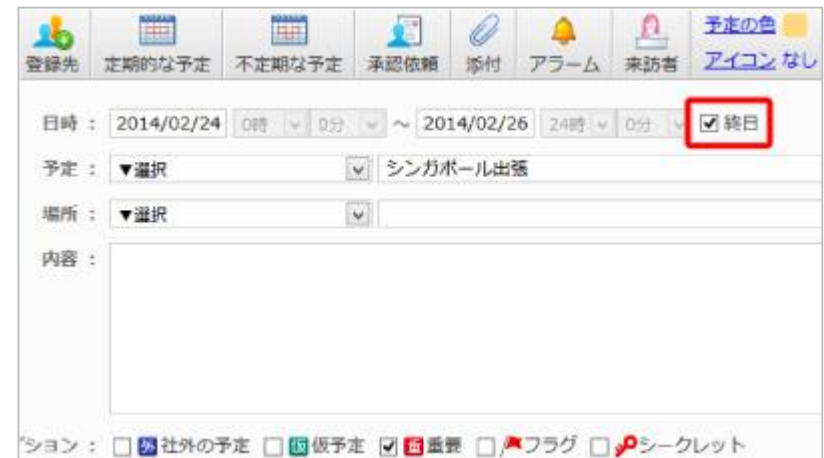 予定の色
登録先 定期的な予定 不定期な予定 承認依頼 添付 アラーム 来訪者 アイコン なし
日時 : 2014/02/24 0時 0分 ～ 2014/02/26 24時 0分 終日
予定 : ▼選択 シンガポール出張
場所 : ▼選択
内容 :
ション : 外 社外の予定 仮 仮予定 重 重要 フラグ シークレット